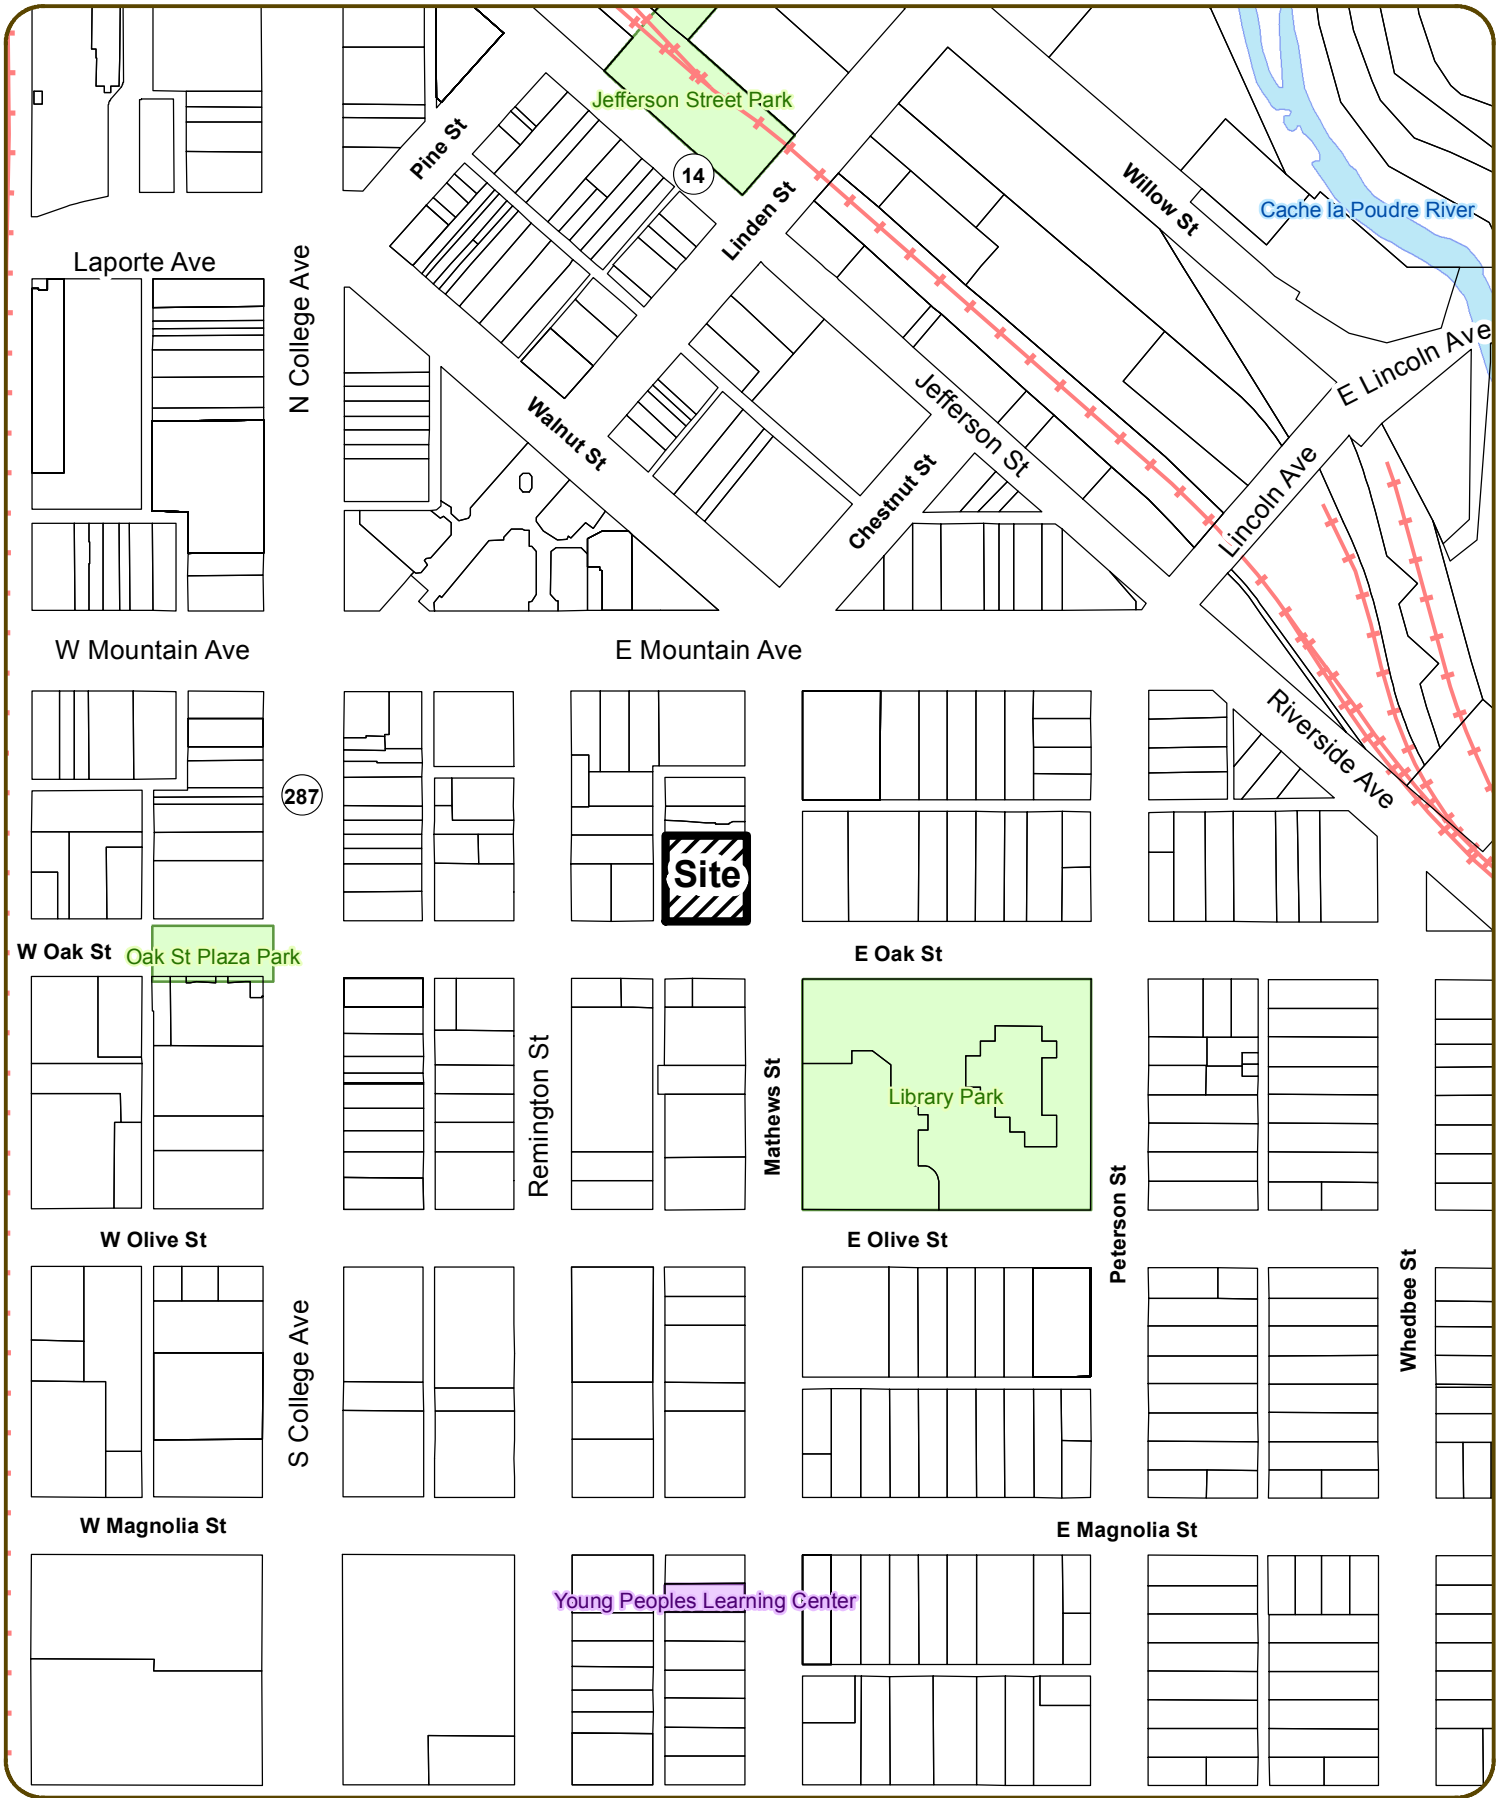 Jefferson Street Park
Pine St
14
Linden St
Willow St
Cache la Poudre River
Laporte Ave
N College Ave
E Lincoln Ave
Walnut St
Jefferson St
Chestnut St
Lincoln Ave
W Mountain Ave
E Mountain Ave
Riverside Ave
287
Site
W Oak St
Oak St Plaza Park
E Oak St
Remington St
Mathews St
Library Park
Peterson St
W Olive St
E Olive St
Whedbee St
S College Ave
W Magnolia St
E Magnolia St
Young Peoples Learning Center